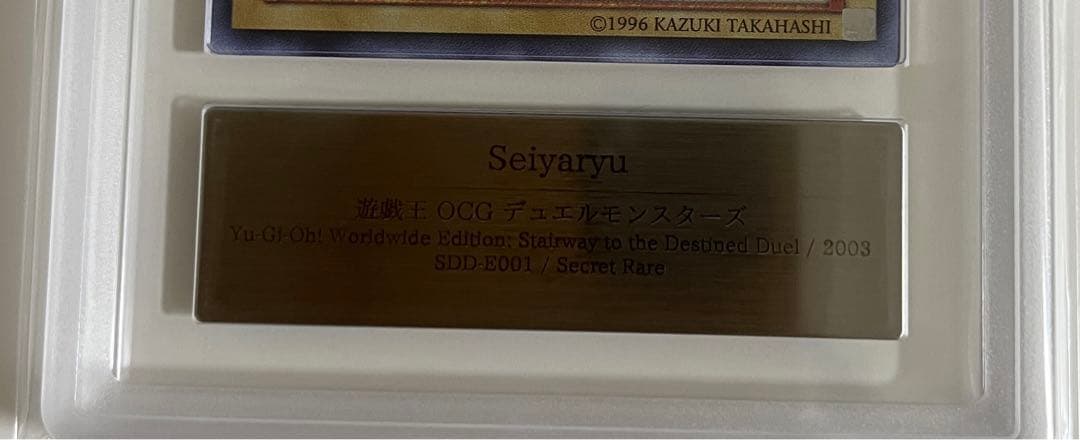 ©1996 KAZUKI TAKAHASHI
Seiyaryu
遊戯王 OCG デュエルモンスターズ
Yu-Gi-Oh! Worldwide Edition: Stairway to the Destined Duel / 2003
SDD-E001 / Secret Rare